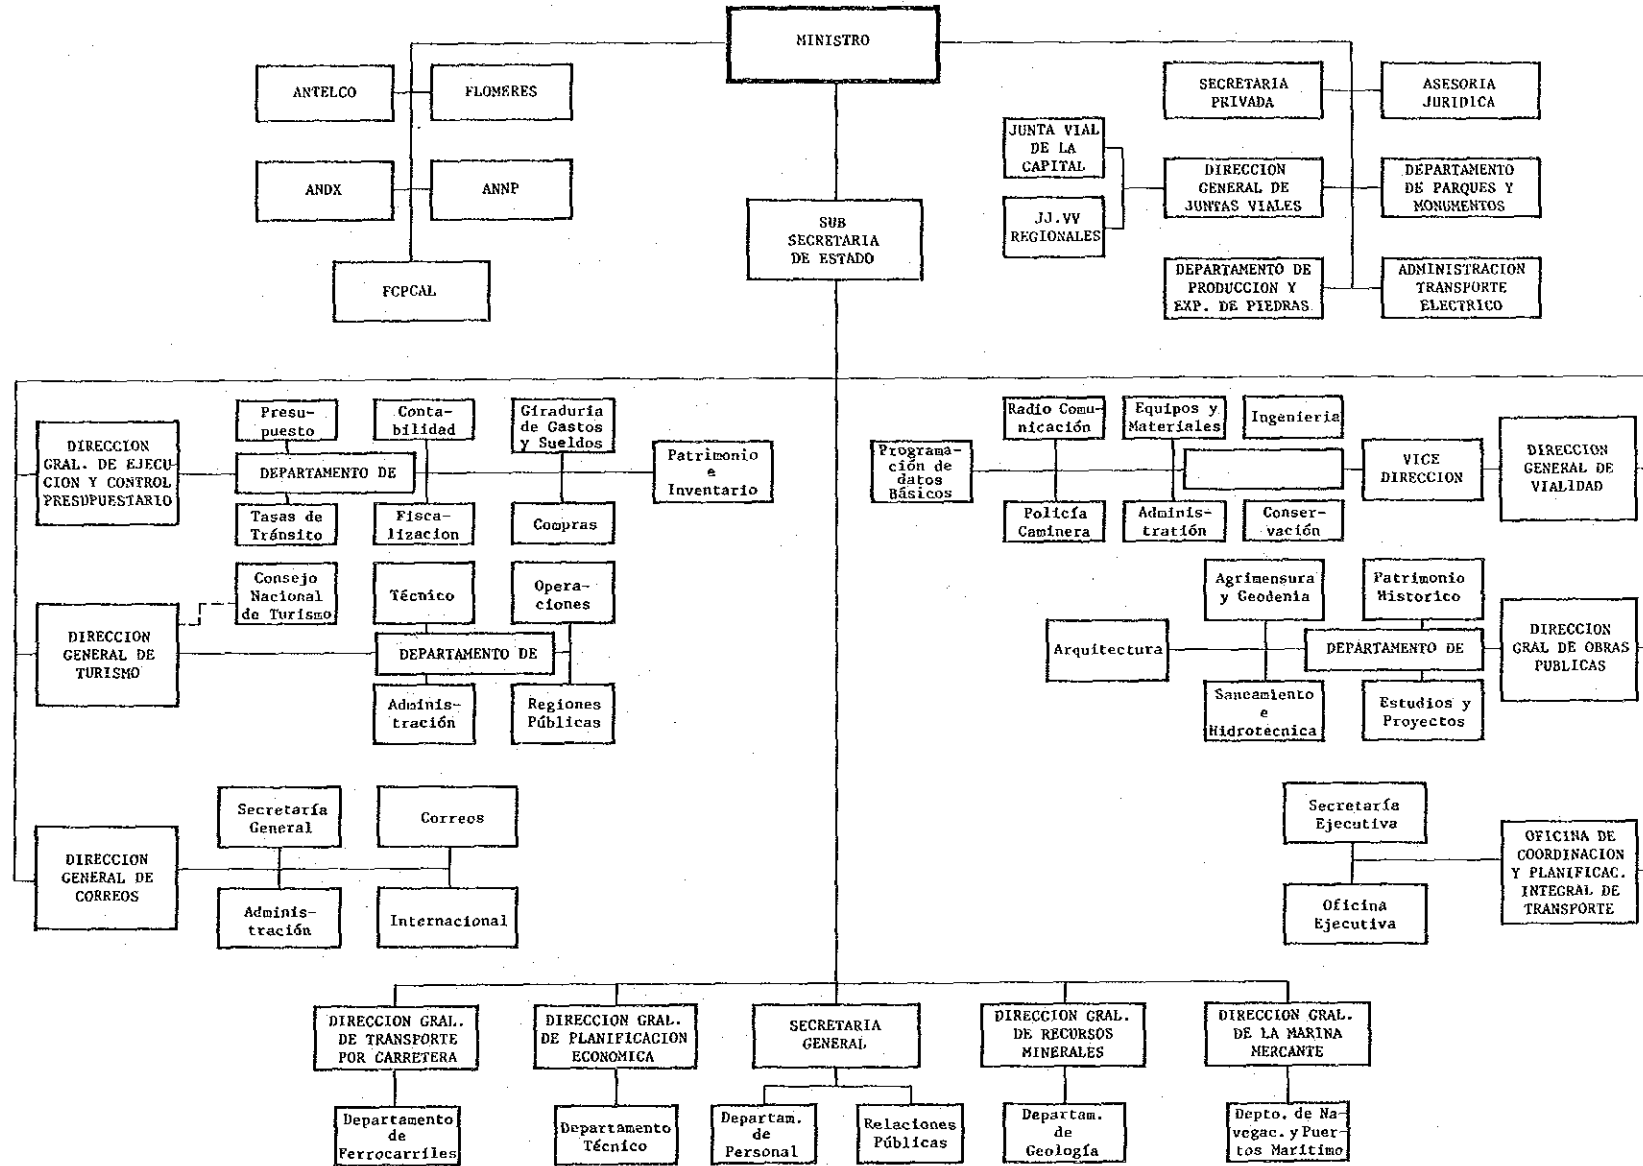 MINISTRO
ANTELCO
FLOMERES
ANDX
ANNP
FCPCAL
SUB
SECRETARIA
DE ESTADO
SECRETARIA
PRIVADA
ASESORIA
JURIDICA
JUNTA VIAL
DE LA
CAPITAL
JJ.VV
REGIONALES
DIRECCION
GENERAL DE
JUNTAS VIALES
DEPARTAMENTO
DE PARQUES Y
MONUMENTOS
DEPARTAMENTO DE
PRODUCCION Y
EXP. DE PIEDRAS
ADMINISTRACION
TRANSPORTE
ELECTRICO
DIRECCION
GRAL. DE EJECU-
CION Y CONTROL
PRESUPUESTARIO
Presu-
puesto
Conta-
bilidad
Giraduría
de Gastos
y Sueldos
DEPARTAMENTO DE
Patrimonio
e
Inventario
Tasas de
Tránsito
Fisca-
lizacion
Compras
Programa-
ción de
datos
Básicos
Radio Comu-
nicación
Equipos y
Materiales
Ingenieria
Policía
Caminera
Adminis-
tratión
Conser-
vación
VICE
DIRECCION
DIRECCION
GENERAL DE
VIALIDAD
DIRECCION
GENERAL DE
TURISMO
Consejo
Nacional
de Turismo
Técnico
Opera-
ciones
DEPARTAMENTO DE
Adminis-
tración
Regiones
Públicas
Arquitectura
Agrimensura
y Geodenia
Patrimonio
Historico
DEPARTAMENTO DE
Saneamiento
e
Hidrotecnica
Estudios y
Proyectos
DIRECCION
GRAL DE OBRAS
PUBLICAS
DIRECCION
GENERAL DE
CORREOS
Secretaría
General
Correos
Adminis-
tración
Internacional
Secretaría
Ejecutiva
Oficina
Ejecutiva
OFICINA DE
COORDINACION
Y PLANIFICAC.
INTEGRAL DE
TRANSPORTE
DIRECCION GRAL.
DE TRANSPORTE
POR CARRETERA
DIRECCION GRAL.
DE PLANIFICACION
ECONOMICA
SECRETARIA
GENERAL
DIRECCION GRAL.
DE RECURSOS
MINERALES
DIRECCION GRAL.
DE LA MARINA
MERCANTE
Departamento
de
Ferrocarriles
Departamento
Técnico
Departam.
de
Personal
Relaciones
Públicas
Departam.
de
Geología
Depto. de Na-
vegac. y Puer-
tos Marítimo